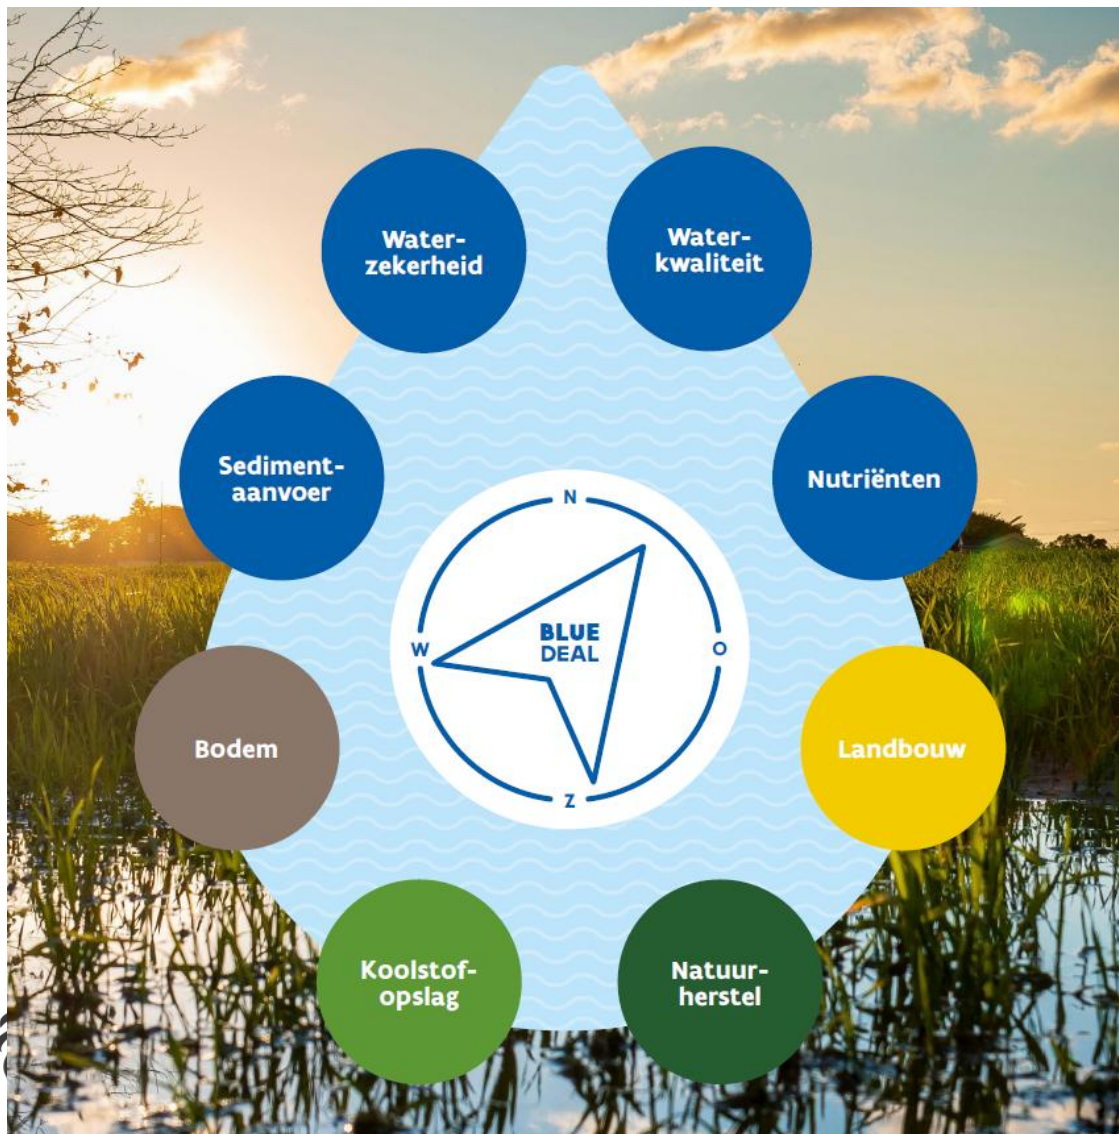 Water-
zekerheid
Water-
kwaliteit
Sediment-
aanvoer
Nutriënten
N
W
BLUE
DEAL
O
Z
Bodem
Landbouw
Koolstof-
opslag
Natuur-
herstel